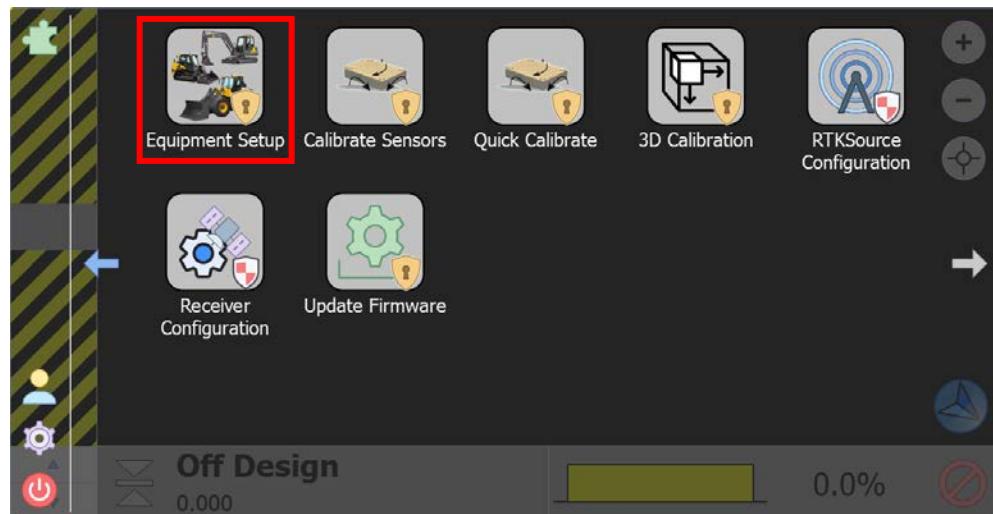 Equipment Setup
Calibrate Sensors
Quick Calibrate
3D Calibration
RTKSource
Configuration
Receiver
Configuration
Update Firmware
Off Design
0.000
0.0%